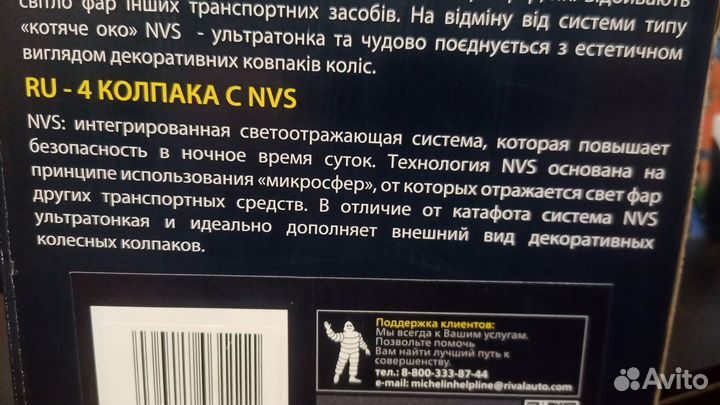 світло фар інших транспортних засобів. На відміну від системи типу
«котяче око» NVS - ультратонка та чудово поєднується з естетичним
виглядом декоративних ковпаків коліс.
RU - 4 КОЛПАКА С NVS
NVS: интегрированная светоотражающая система, которая повышает
безопасность в ночное время суток. Технология NVS основана на
принципе использования «микросфер», от которых отражается свет фар
других транспортных средств. В отличие от катафота система NVS
ультратонкая и идеально дополняет внешний вид декоративных
колесных колпаков.
Поддержка клиентов:
Мы всегда к Вашим услугам.
Позвольте помочь
Вам найти лучший путь к
совершенству.
тел.: 8-800-333-87-44
e-mail: michelinhelpline@rivalauto.com
Avito